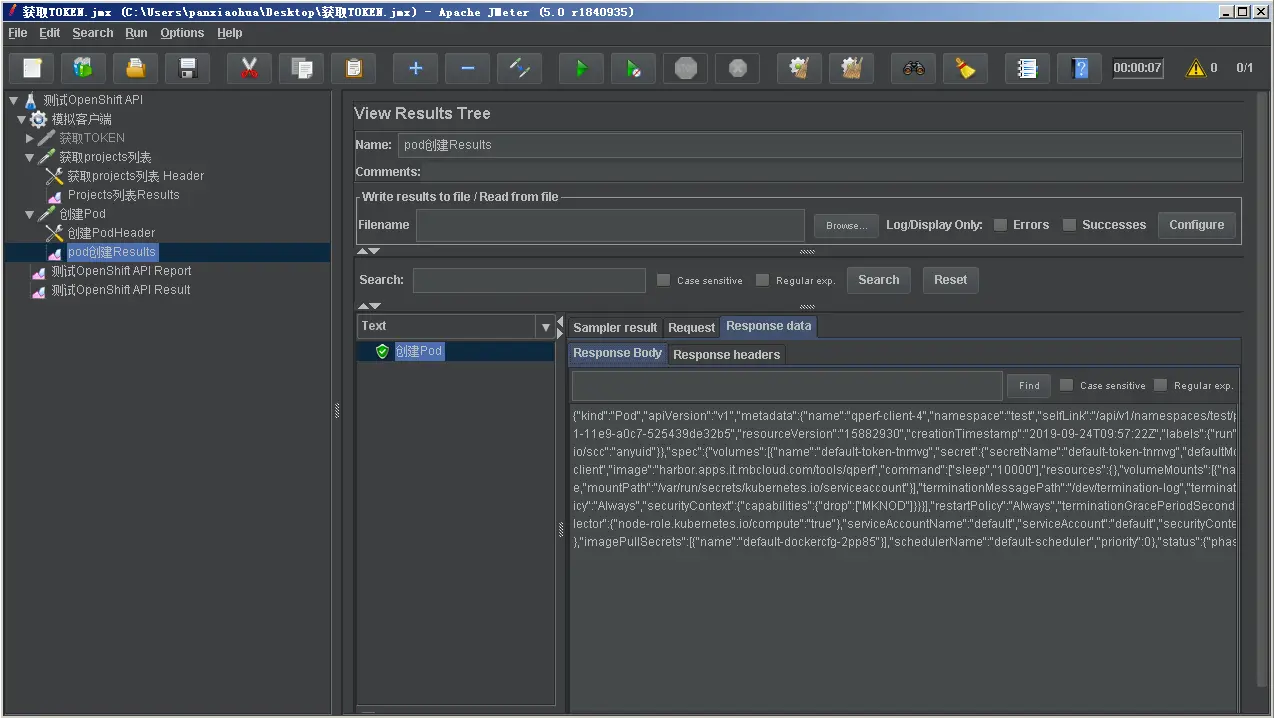 获取TOKEN.jmx (C:\Users\panxiaohua\Desktop\获取TOKEN.jmx) - Apache JMeter (5.0 r1840935)
File Edit Search Run Options Help
00:00:07 0 0/1
测试OpenShift API
模拟客户端
获取TOKEN
获取projects列表
获取projects列表 Header
Projects列表Results
创建Pod
创建PodHeader
pod创建Results
测试OpenShift API Report
测试OpenShift API Result
View Results Tree
Name: pod创建Results
Comments:
Write results to file / Read from file
Filename Browse... Log/Display Only: Errors Successes Configure
Search: Case sensitive Regular exp. Search Reset
Text
创建Pod
Sampler result Request Response data
Response Body Response headers
Find Case sensitive Regular exp.
{"kind":"Pod","apiVersion":"v1","metadata":{"name":"qperf-client-4","namespace":"test","selfLink":"/api/v1/namespaces/test/p
1-11e9-a0c7-525439de32b5","resourceVersion":"15882930","creationTimestamp":"2019-09-24T09:57:22Z","labels":{"run"
io/scc":"anyuid"}},"spec":{"volumes":[{"name":"default-token-tnmvg","secret":{"secretName":"default-token-tnmvg","defaultMo
client","image":"harbor.apps.it.mbcloud.com/tools/qperf","command":["sleep","10000"],"resources":{},"volumeMounts":[{"na
e,"mountPath":"/var/run/secrets/kubernetes.io/serviceaccount"}],"terminationMessagePath":"/dev/termination-log","terminat
icy":"Always","securityContext":{"capabilities":{"drop":["MKNOD"]}}}],"restartPolicy":"Always","terminationGracePeriodSecond
lector":{"node-role.kubernetes.io/compute":"true"},"serviceAccountName":"default","serviceAccount":"default","securityConte
},"imagePullSecrets":[{"name":"default-dockercfg-2pp85"}],"schedulerName":"default-scheduler","priority":0},"status":{"phas